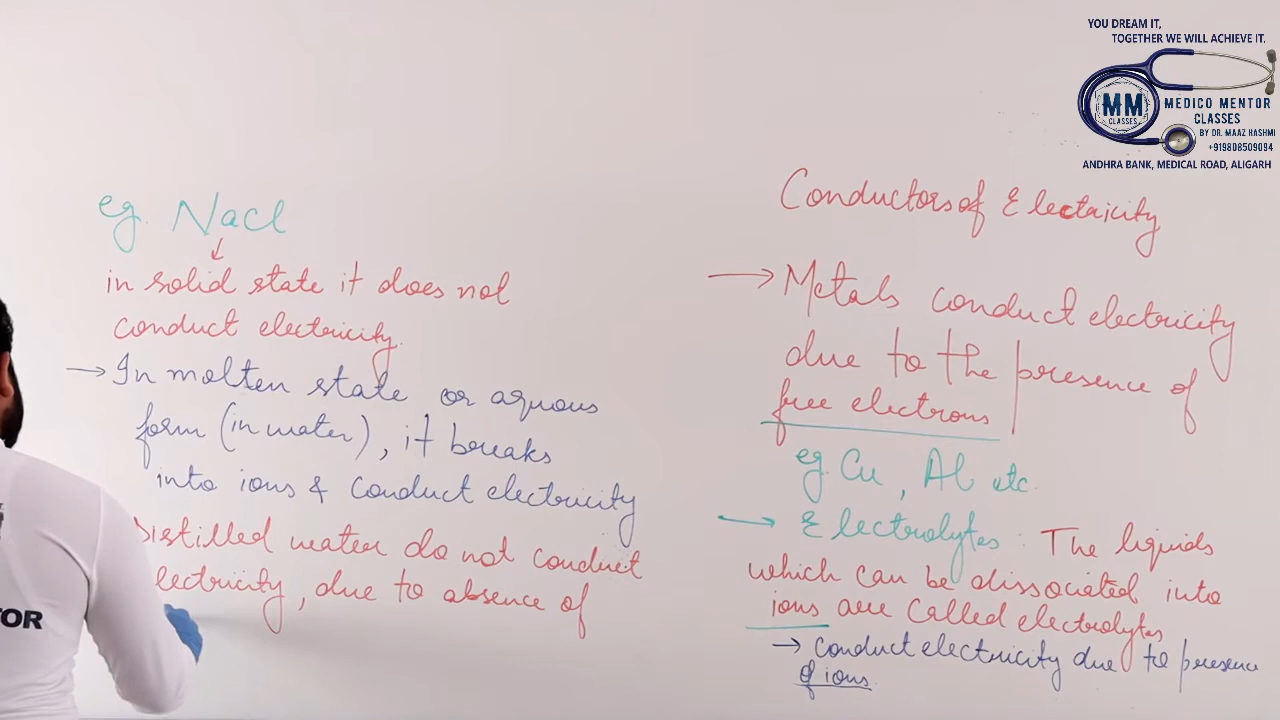 YOU DREAM IT,
TOGETHER WE WILL ACHIEVE IT.
MM
CLASSES
MEDICO MENTOR
CLASSES
BY DR. MAAZ HASHMI
+919808509094
ANDHRA BANK, MEDICAL ROAD, ALIGARH
eg. Nacl
↓
in solid state it does not
conduct electricity.
→ In molten state or aquous
form (in water), it breaks
into ions & conduct electricity
Distilled water do not conduct
lectricity, due to absence of
TOR
Conductors of Electricity
→ Metals conduct electricity
due to the presence of
free electrons
eg. Cu, Al etc.
→ Electrolytes : The liquids
which can be dissociated into
ions are called electrolytes
→ conduct electricity due to presence
of ions.